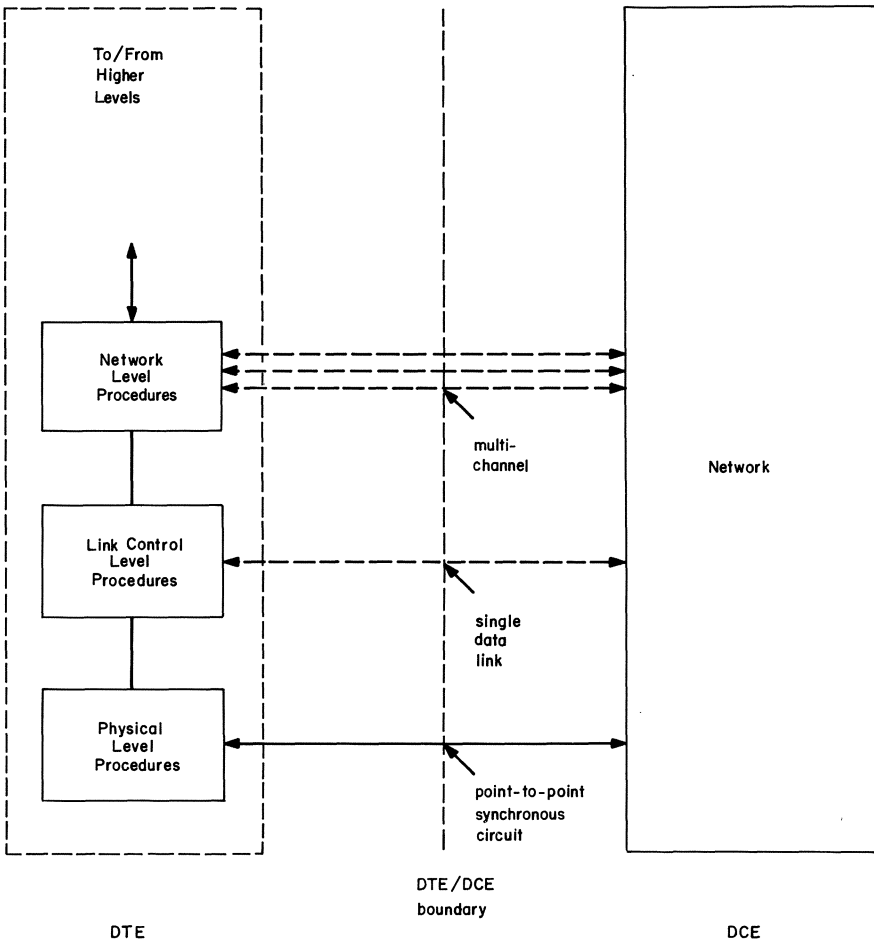 To/From
Higher
Levels
Network
Level
Procedures
multi-
channel
Network
Link Control
Level
Procedures
single
data
link
Physical
Level
Procedures
point-to-point
synchronous
circuit
DTE/DCE
boundary
DTE
DCE